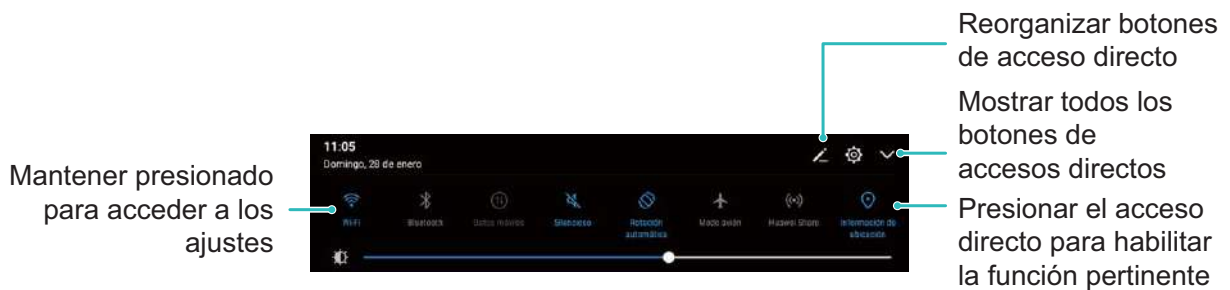 Reorganizar botones
de acceso directo
Mostrar todos los
botones de
accesos directos
Mantener presionado
para acceder a los
ajustes
11:05
Domingo, 28 de enero
Wi-Fi
Bluetooth
Datos móviles
Silencioso
Rotación
automática
Modo avión
Huawei Share
Información de
ubicación
Presionar el acceso
directo para habilitar
la función pertinente